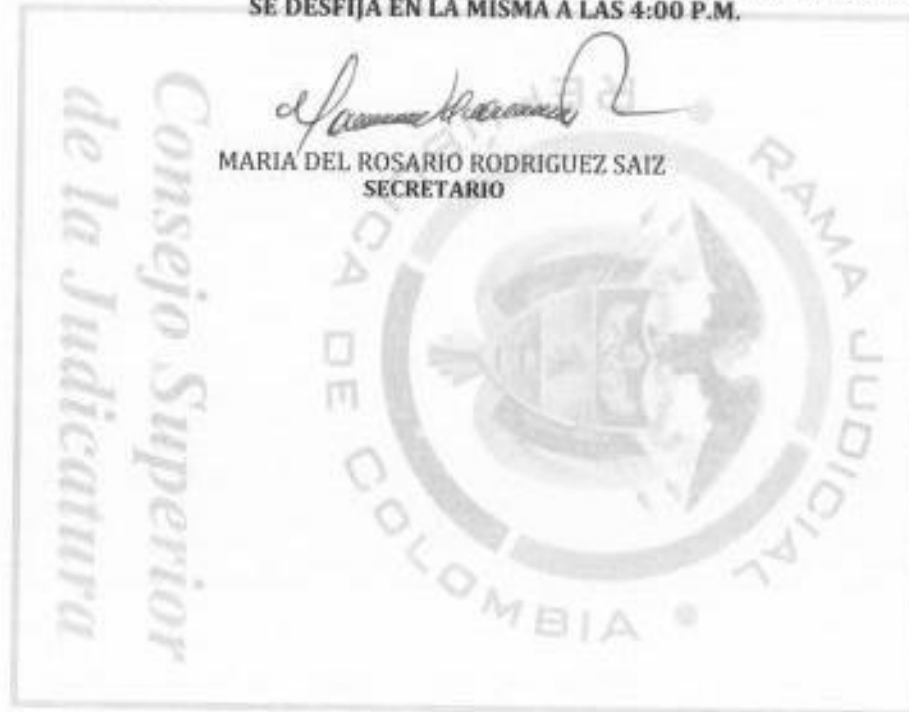 SE DESFIJA EN LA MISMA A LAS 4:00 P.M.
MARIA DEL ROSARIO RODRIGUEZ SAIZ
SECRETARIO
Consejo Superior
de la Judicatura
RAMA JUDICIAL
DE COLOMBIA